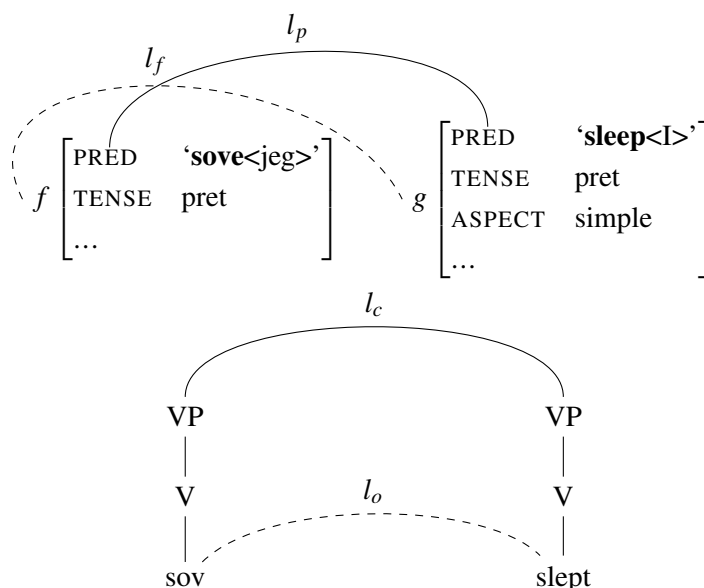 l_p
l_f
f [PRED ‘sove<jeg>’
TENSE pret
...]
g [PRED ‘sleep<I>’
TENSE pret
ASPECT simple
...]
l_c
VP VP
V V
l_o
sov slept